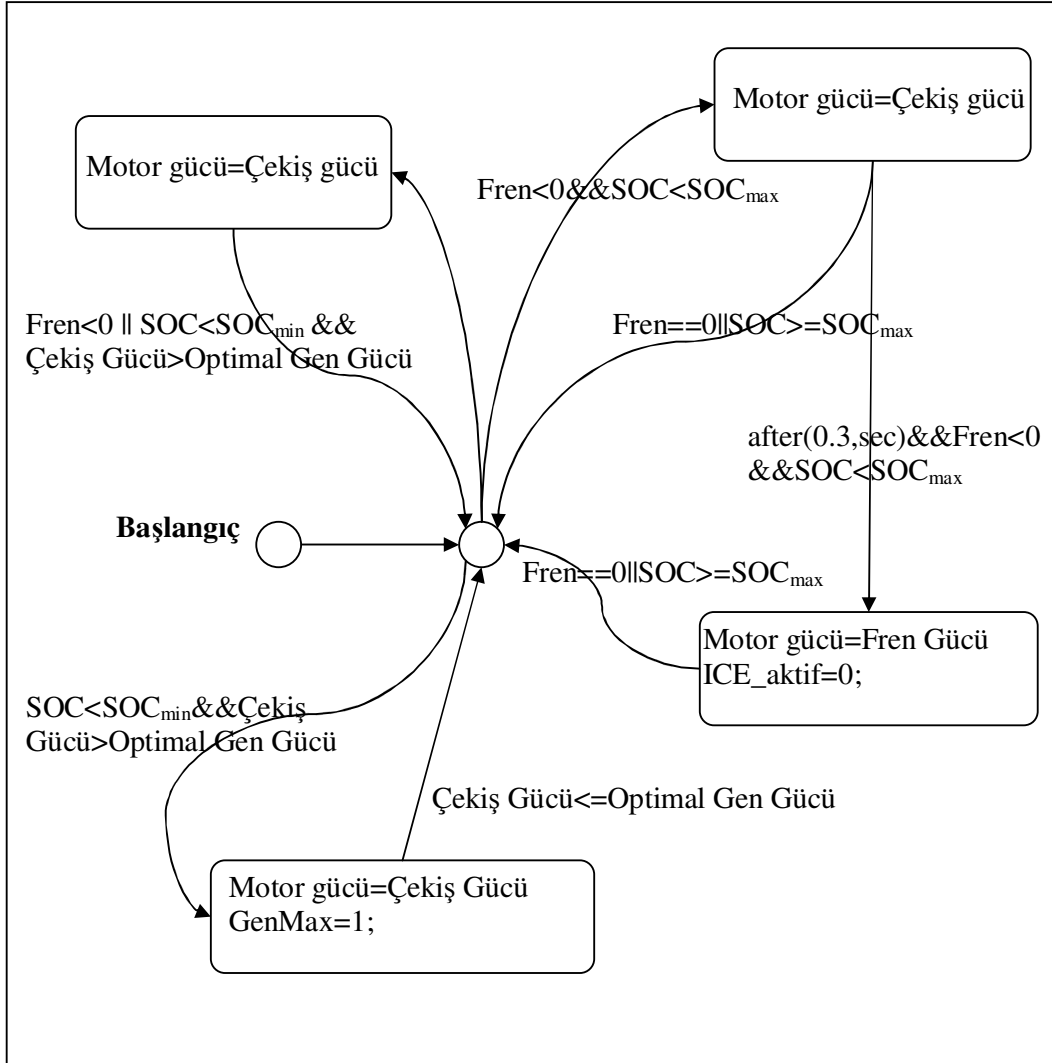 Motor gücü=Çekiş gücü
Motor gücü=Çekiş gücü
Fren<0&&SOC<SOCmax
Fren<0 || SOC<SOCmin &&
Çekiş Gücü>Optimal Gen Gücü
Fren==0||SOC>=SOCmax
after(0.3,sec)&&Fren<0
&&SOC<SOCmax
Başlangıç
Fren==0||SOC>=SOCmax
Motor gücü=Fren Gücü
ICE_aktif=0;
SOC<SOCmin&&Çekiş
Gücü>Optimal Gen Gücü
Çekiş Gücü<=Optimal Gen Gücü
Motor gücü=Çekiş Gücü
GenMax=1;